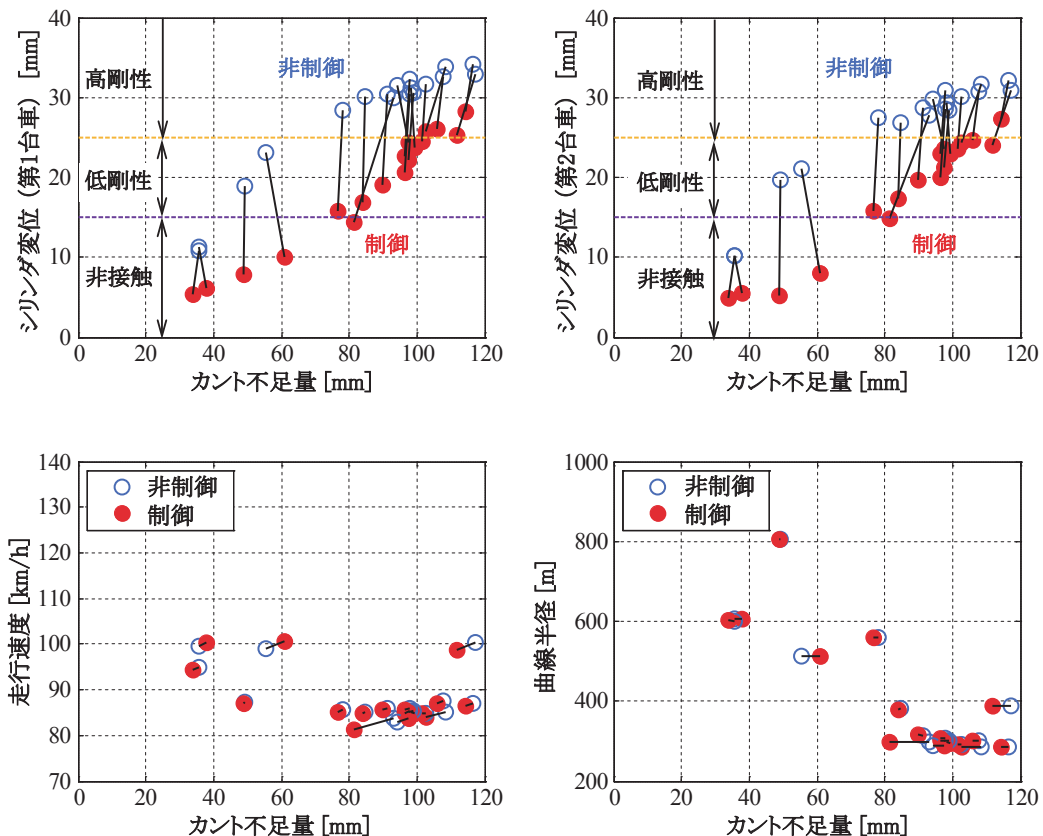 シリンダ変位（第1台車） [mm]
40
30
20
10
0
高剛性
低剛性
非接触
非制御
制御
0 20 40 60 80 100 120
カント不足量 [mm]
シリンダ変位（第2台車） [mm]
40
30
20
10
0
高剛性
低剛性
非接触
非制御
制御
0 20 40 60 80 100 120
カント不足量 [mm]
走行速度 [km/h]
140
130
120
110
100
90
80
70
非制御
制御
0 20 40 60 80 100 120
カント不足量 [mm]
曲線半径 [m]
1000
800
600
400
200
非制御
制御
0 20 40 60 80 100 120
カント不足量 [mm]